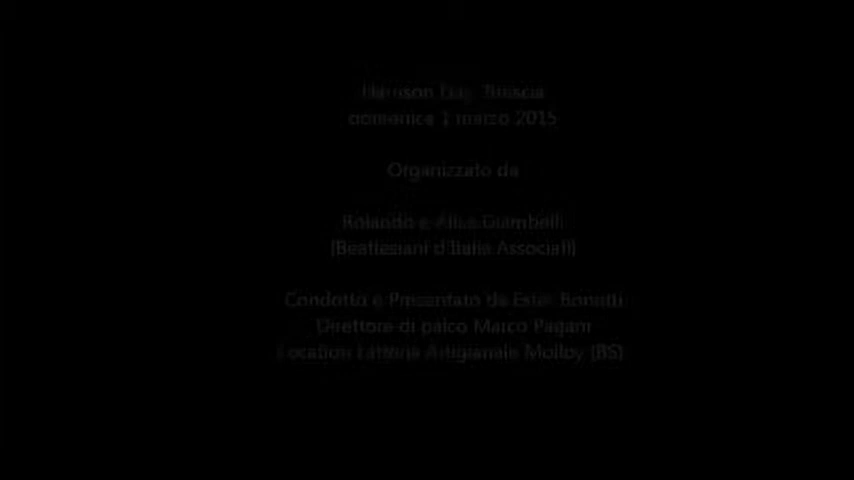 Harrison Day, Brescia
domenica 1 marzo 2015
Organizzato da
Rolando e Alice Giambelli
(Beatlesiani d'Italia Associati)
Condotto e Presentato da Ester Bonetti
Direttore di palco Marco Pagani
Location Latteria Artigianale Molloy (BS)